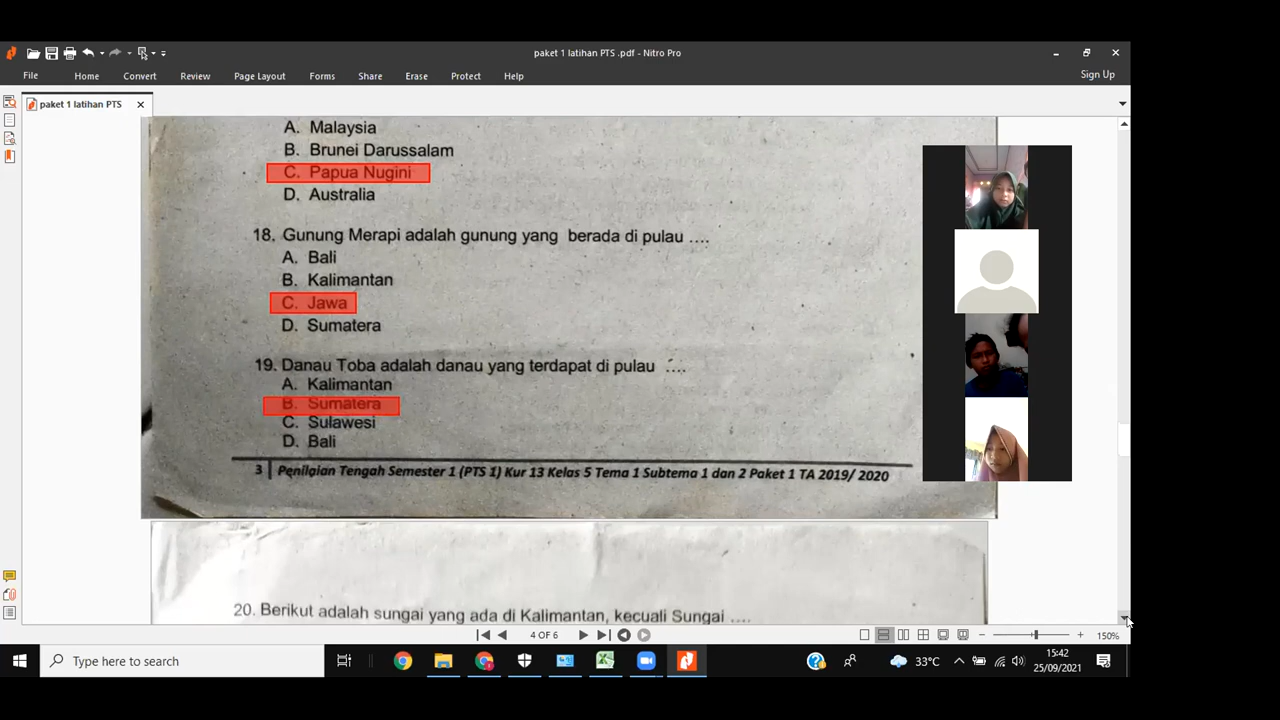 paket 1 latihan PTS .pdf - Nitro Pro
File Home Convert Review Page Layout Forms Share Erase Protect Help
Sign Up
paket 1 latihan PTS
A. Malaysia
B. Brunei Darussalam
C. Papua Nugini
D. Australia
18. Gunung Merapi adalah gunung yang berada di pulau ....
A. Bali
B. Kalimantan
C. Jawa
D. Sumatera
19. Danau Toba adalah danau yang terdapat di pulau ....
A. Kalimantan
B. Sumatera
C. Sulawesi
D. Bali
3 Penilaian Tengah Semester 1 (PTS 1) Kur 13 Kelas 5 Tema 1 Subtema 1 dan 2 Paket 1 TA 2019/ 2020
20. Berikut adalah sungai yang ada di Kalimantan, kecuali Sungai ....
4 OF 6
150%
Type here to search
33°C
15:42
25/09/2021